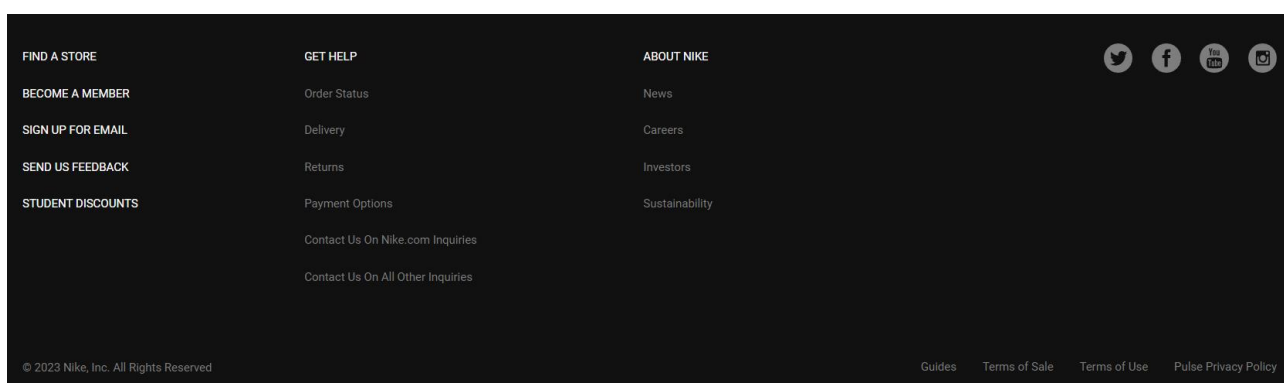 FIND A STORE
BECOME A MEMBER
SIGN UP FOR EMAIL
SEND US FEEDBACK
STUDENT DISCOUNTS
GET HELP
Order Status
Delivery
Returns
Payment Options
Contact Us On Nike.com Inquiries
Contact Us On All Other Inquiries
ABOUT NIKE
News
Careers
Investors
Sustainability
You
Tube
© 2023 Nike, Inc. All Rights Reserved
Guides
Terms of Sale
Terms of Use
Pulse Privacy Policy